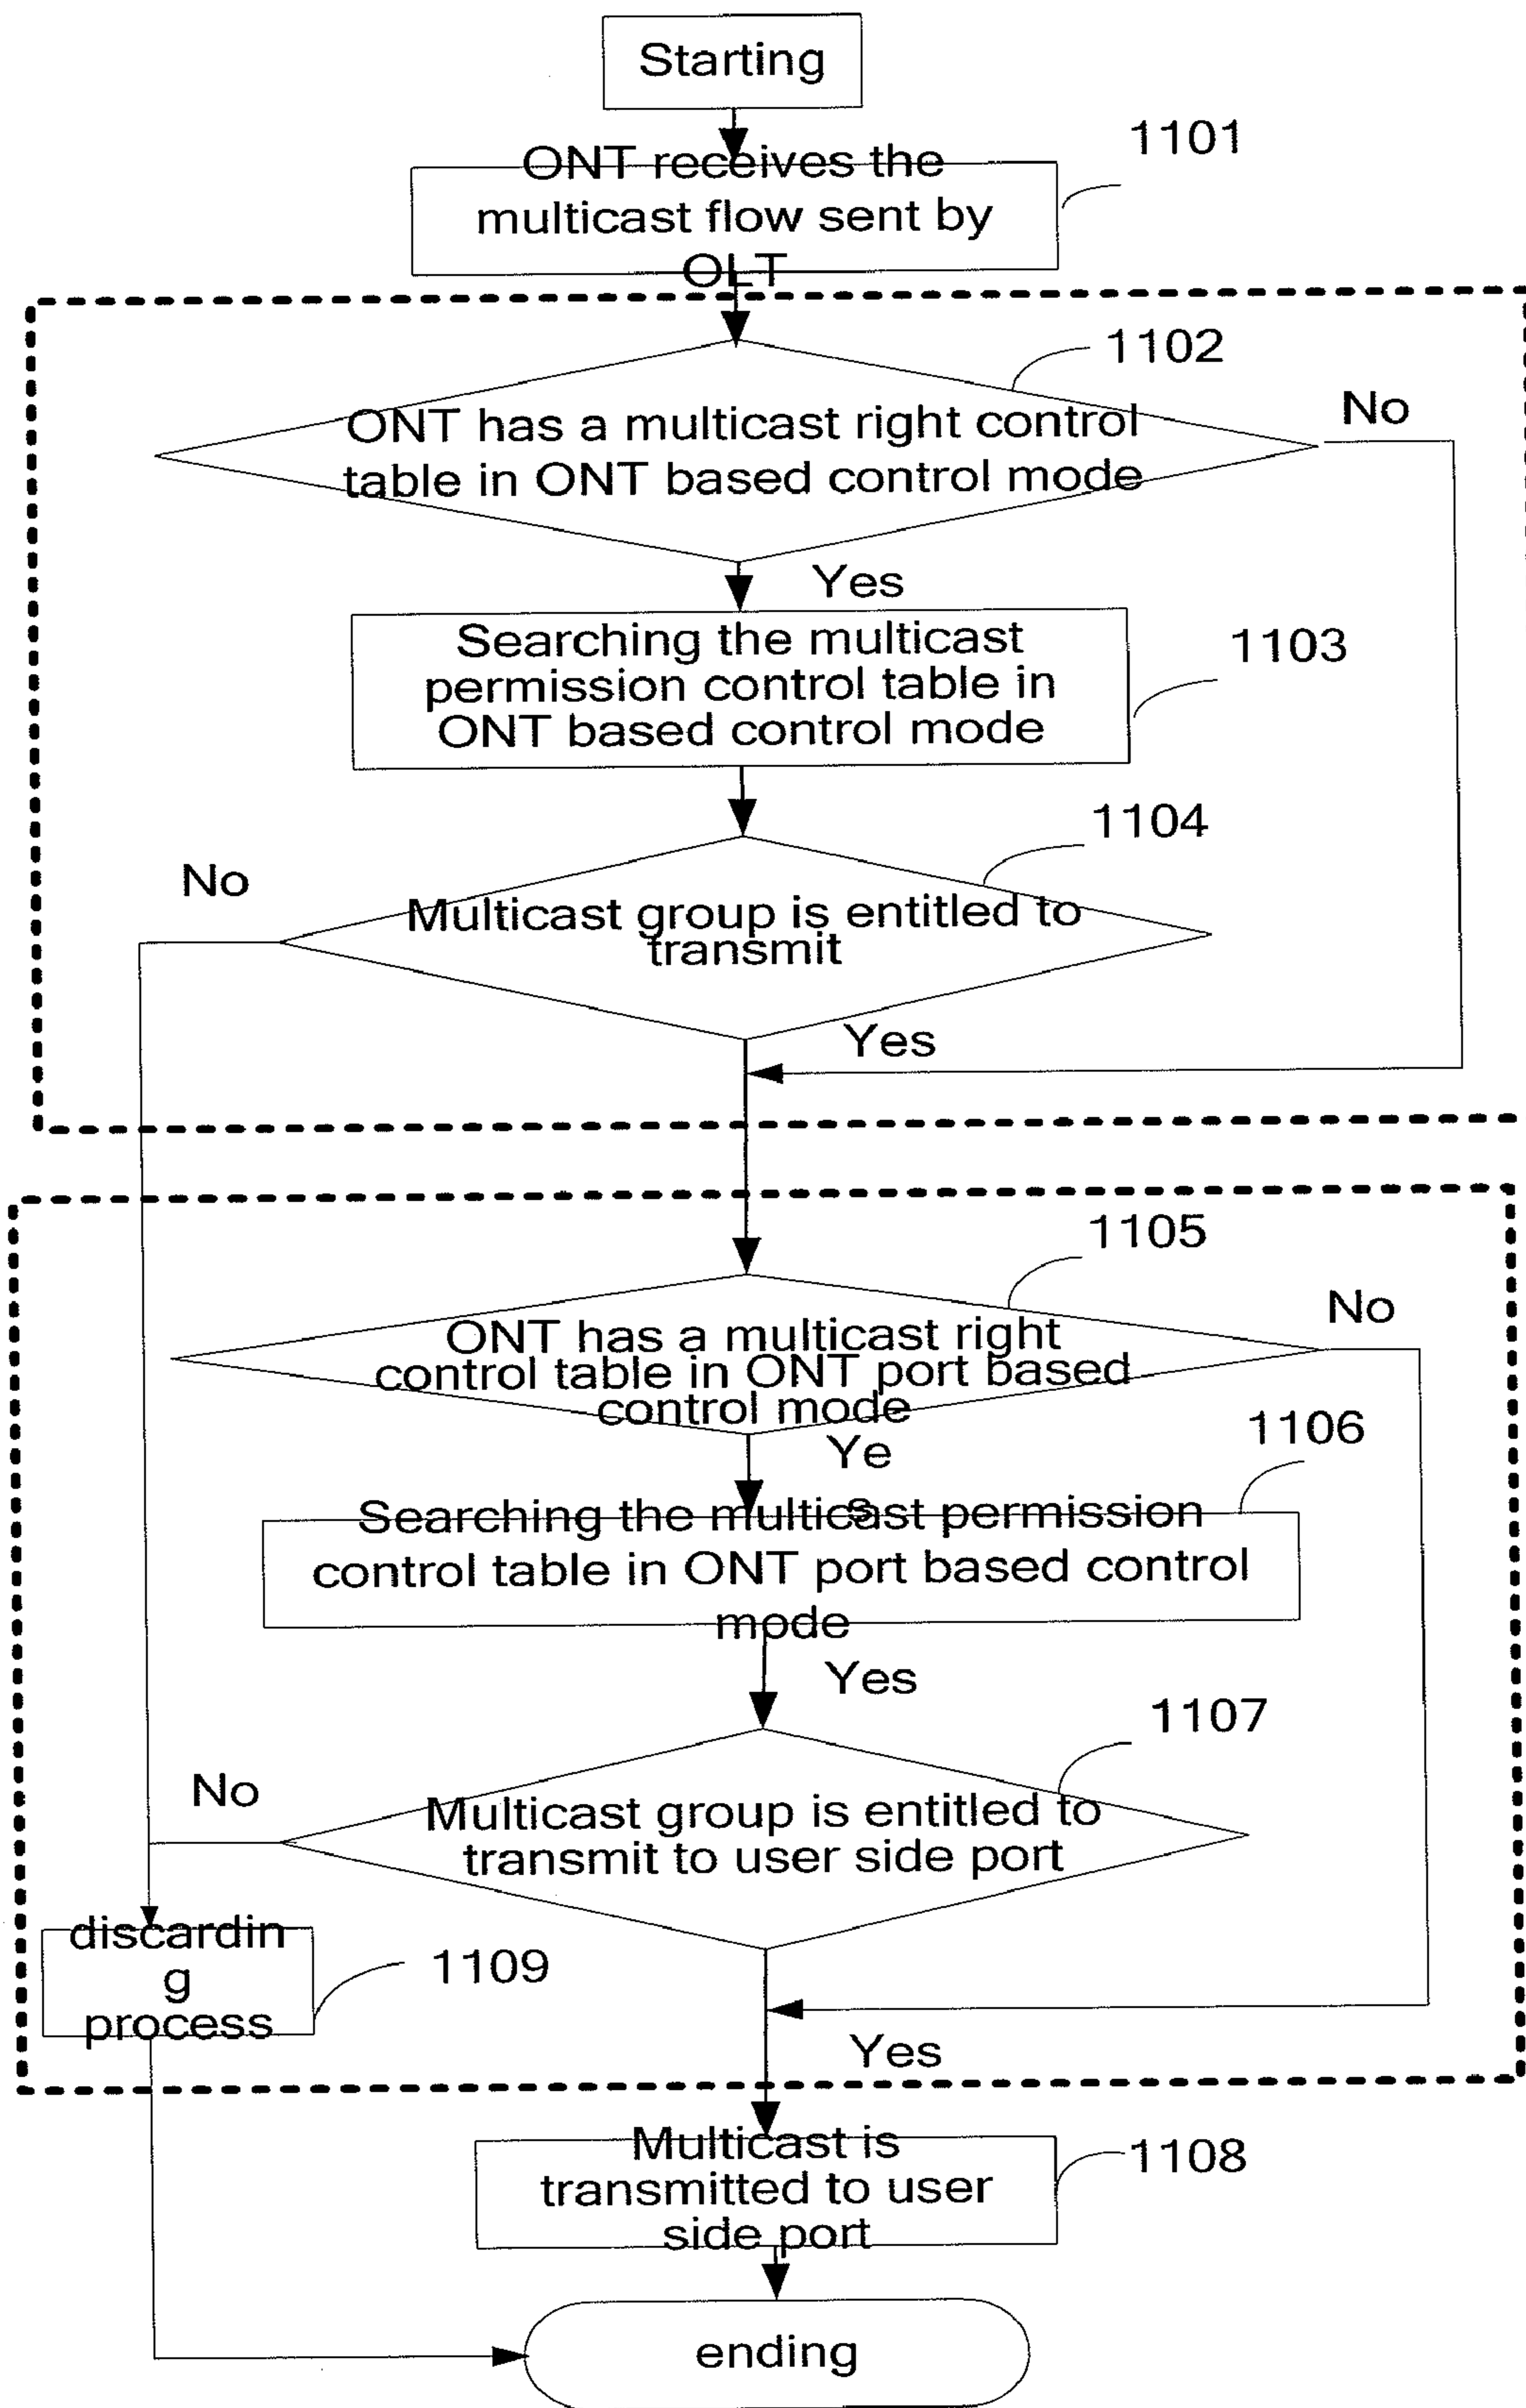 Starting
1101
ONT receives the
multicast flow sent by
OLT
1102
No
ONT has a multicast right control
table in ONT based control mode
Yes
Searching the multicast
permission control table in
ONT based control mode
1103
1104
No
Multicast group is entitled to
transmit
Yes
1105
No
ONT has a multicast right
control table in ONT port based
control mode
1106
Ye
s
Searching the multicast permission
control table in ONT port based control
mode
Yes
1107
No
Multicast group is entitled to
transmit to user side port
discardin
g
process
1109
Yes
Multicast is
transmitted to user
side port
1108
ending